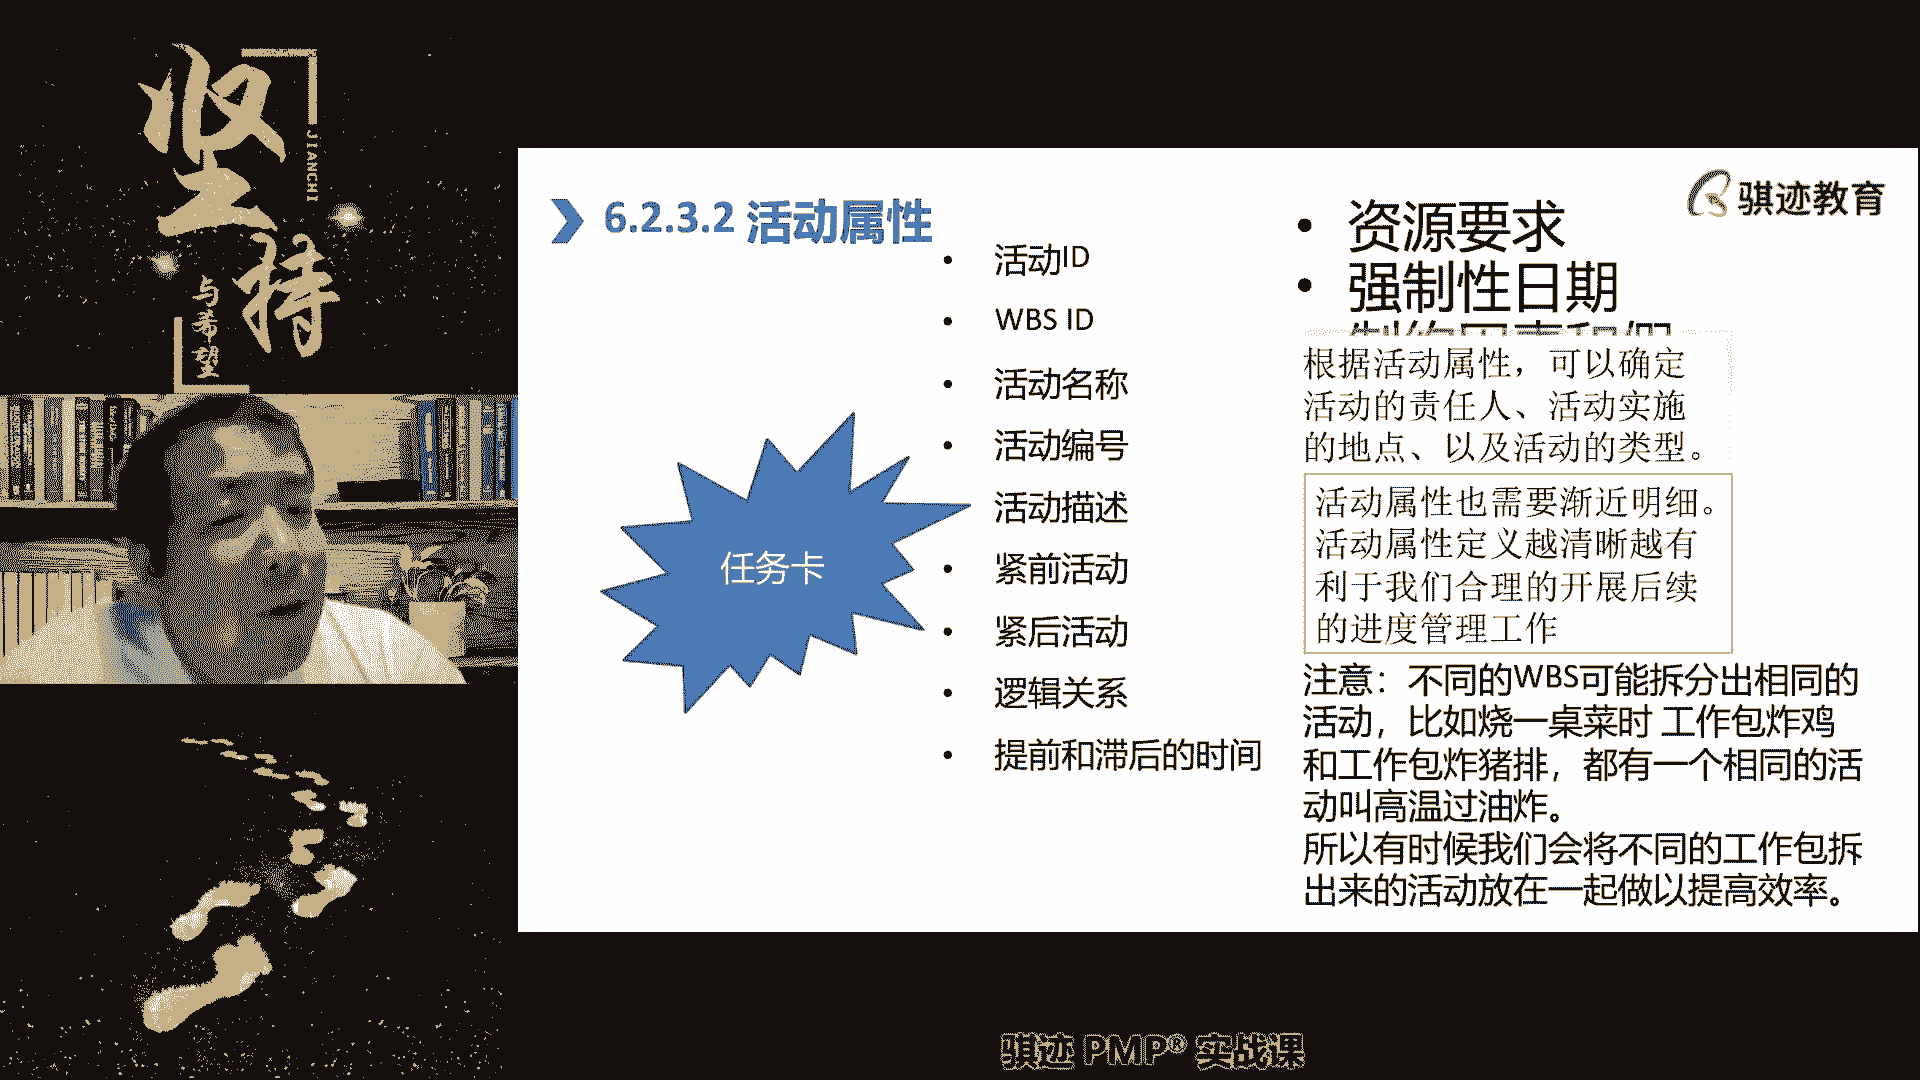 坚持
JIANCHI
与希望
6.2.3.2 活动属性
活动ID
WBS ID
活动名称
活动编号
活动描述
紧前活动
紧后活动
逻辑关系
提前和滞后的时间
任务卡
骐迹教育
资源要求
强制性日期
根据活动属性，可以确定
活动的责任人、活动实施
的地点、以及活动的类型。
活动属性也需要渐近明细。
活动属性定义越清晰越有
利于我们合理的开展后续
的进度管理工作
注意：不同的WBS可能拆分出相同的
活动，比如烧一桌菜时 工作包炸鸡
和工作包炸猪排，都有一个相同的活
动叫高温过油炸。
所以有时候我们会将不同的工作包拆
出来的活动放在一起做以提高效率。
骐迹 PMP® 实战课